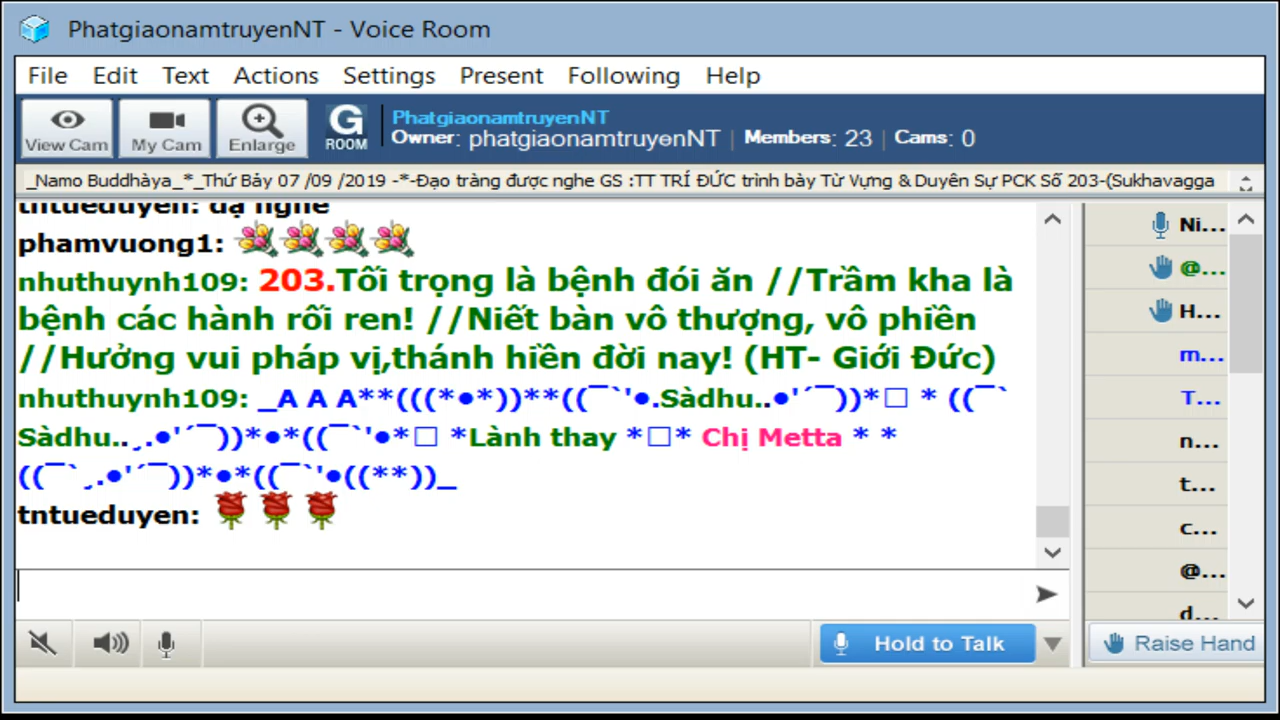 PhatgiaonamtruyenNT - Voice Room
File Edit Text Actions Settings Present Following Help
View Cam My Cam Enlarge G ROOM
PhatgiaonamtruyenNT
Owner: phatgiaonamtruyenNT | Members: 23 | Cams: 0
_Namo Buddhàya_*_Thứ Bảy 07 /09 /2019 -*-Đạo tràng được nghe GS :TT TRÍ ĐỨC trình bày Từ Vựng & Duyên Sự PCK Số 203-(Sukhavagga
tntueduyen: dạ nghe
phamvuong1:
nhuthuynh109: 203.Tối trọng là bệnh đói ăn //Trầm kha là
bệnh các hành rối ren! //Niết bàn vô thượng, vô phiền
//Hưởng vui pháp vị,thánh hiền đời nay! (HT- Giới Đức)
nhuthuynh109: _A A A**(((*●*))**((¯`'●.Sàdhu..●'´¯))*□ * ((¯`
Sàdhu..¸.●'´¯))*●*((¯`'●*□ *Lành thay *□* Chị Metta * *
((¯`¸.●'´¯))*●*((¯`'●((**))_
tntueduyen:
Ni...
@...
H...
m...
T...
n...
t...
c...
@...
d...
Hold to Talk
Raise Hand